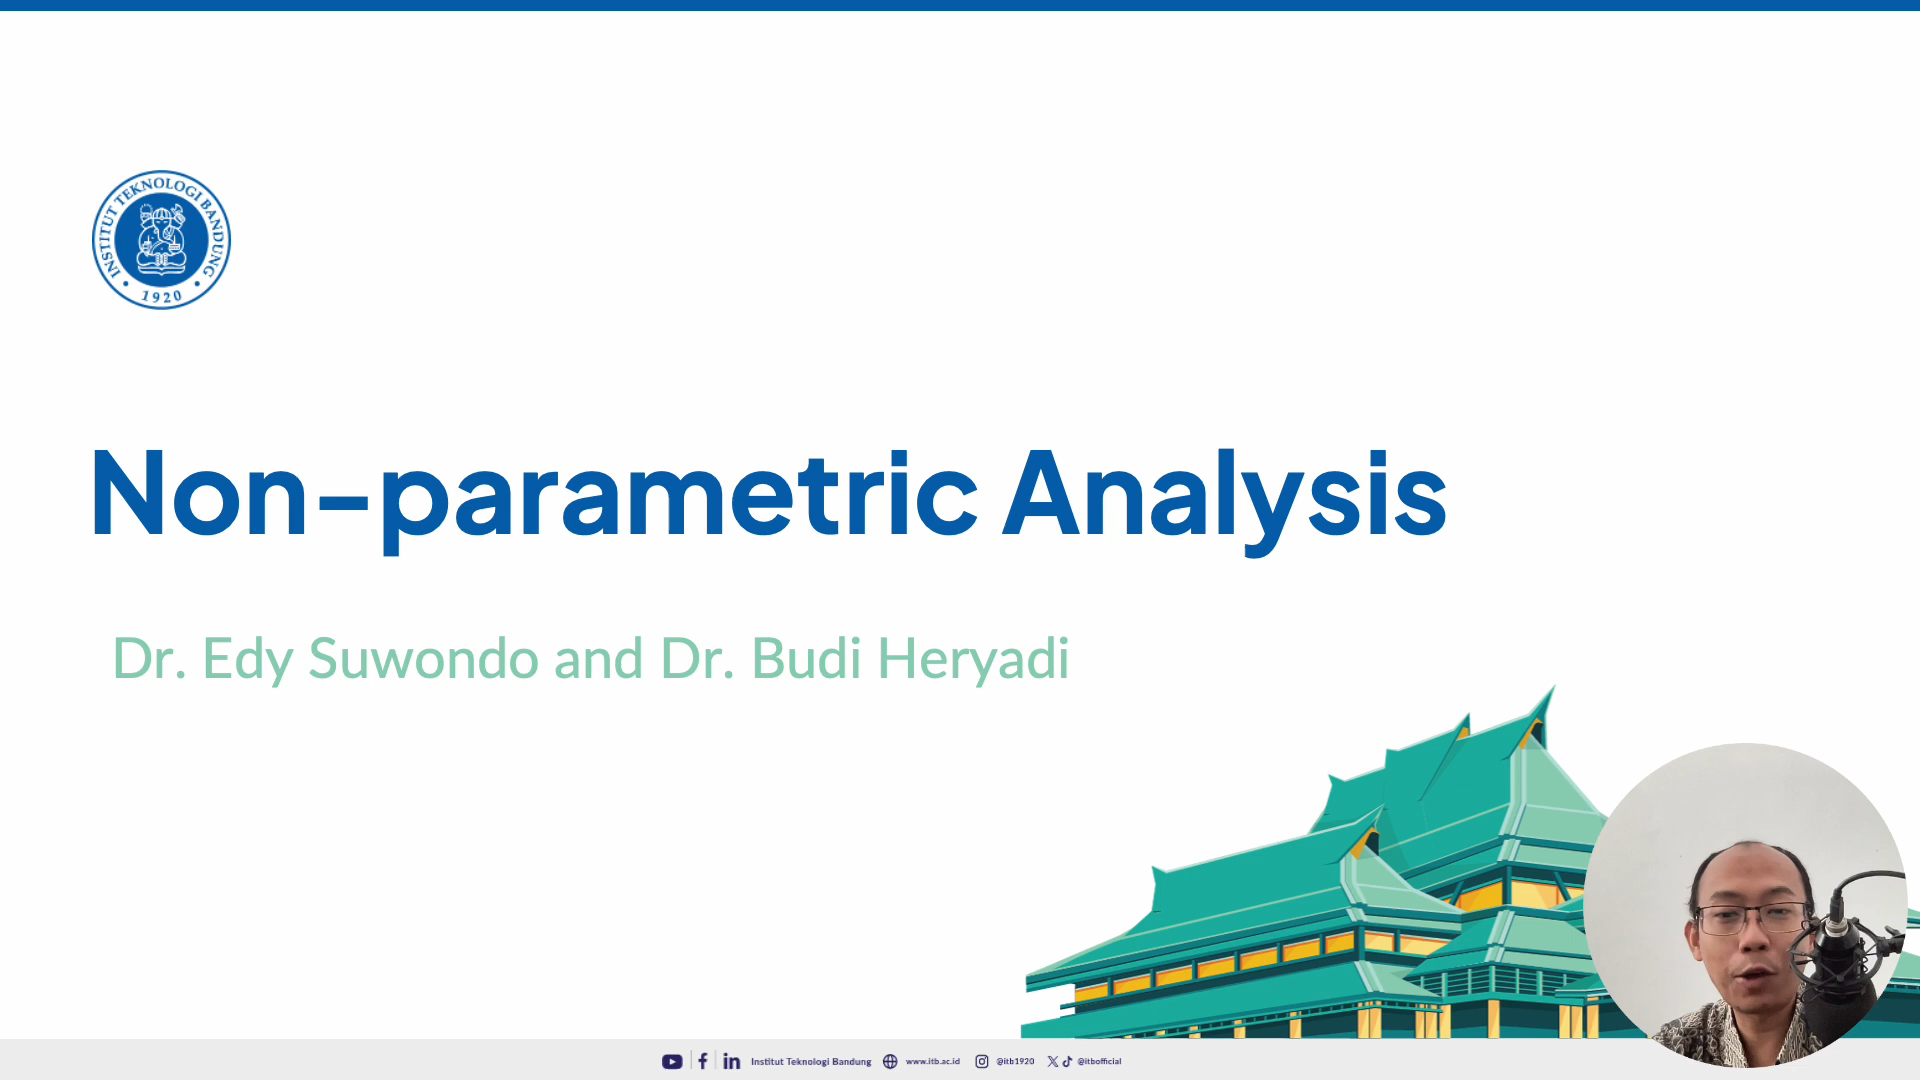 INSTITUT TEKNOLOGI BANDUNG
1920
Non-parametric Analysis
Dr. Edy Suwondo and Dr. Budi Heryadi
Institut Teknologi Bandung www.itb.ac.id @itb1920 @itbofficial